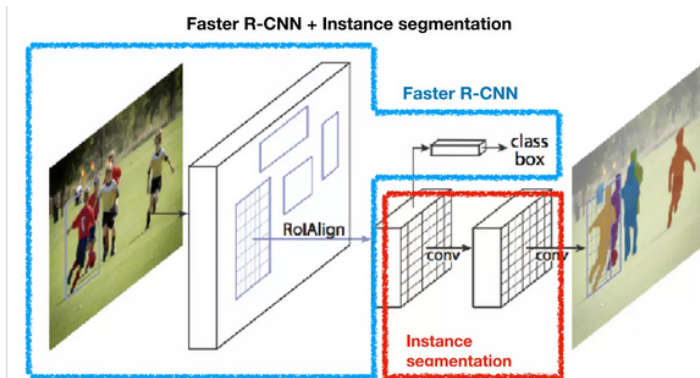 Faster R-CNN + Instance segmentation
Faster R-CNN
class
box
RoIAlign
conv
conv
Instance
segmentation